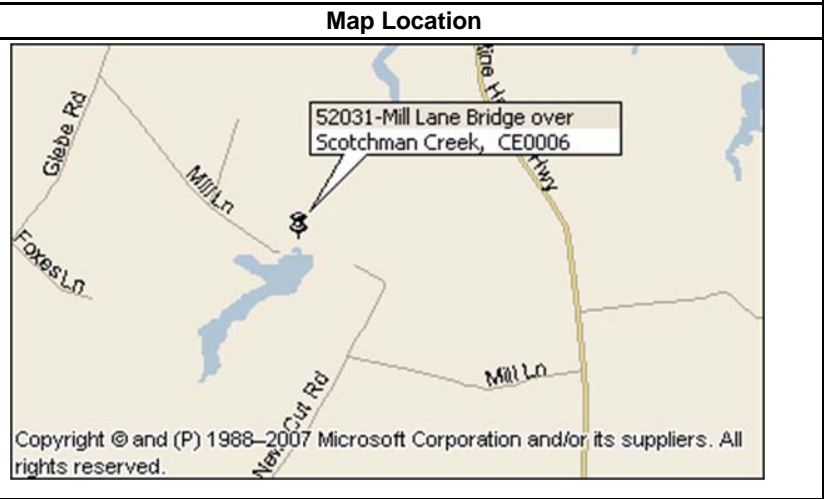 Map Location
52031-Mill Lane Bridge over
Scotchman Creek, CE0006
Glebe Rd
Mill Ln
Foxes Ln
Hwy
Mill Ln
New Cut Rd
Copyright © and (P) 1988–2007 Microsoft Corporation and/or its suppliers. All
rights reserved.